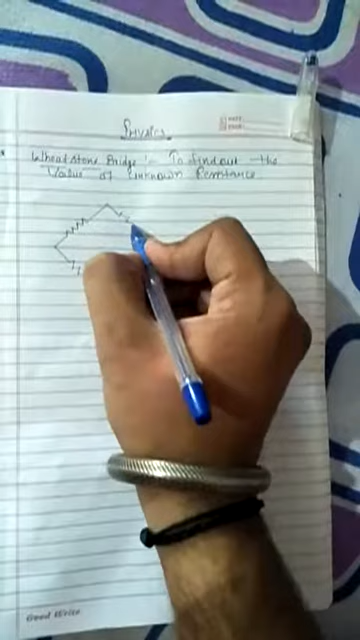 Physics
Wheatstone Bridge :- To find out the
Value of Unknown Resistance
Good Write